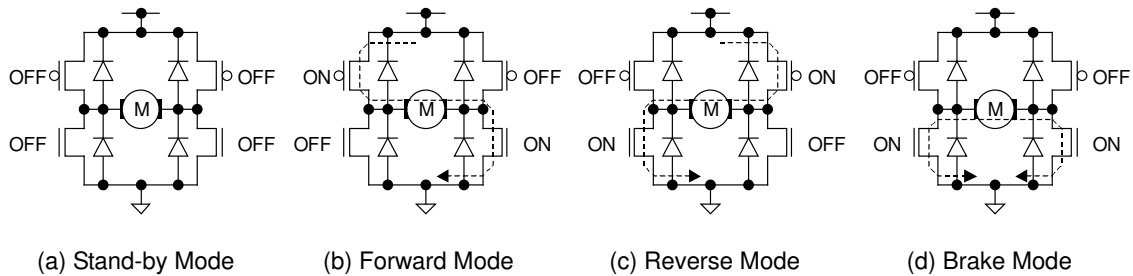 OFF OFF
M
OFF OFF
(a) Stand-by Mode
ON OFF
M
OFF ON
(b) Forward Mode
OFF ON
M
ON OFF
(c) Reverse Mode
OFF OFF
M
ON ON
(d) Brake Mode